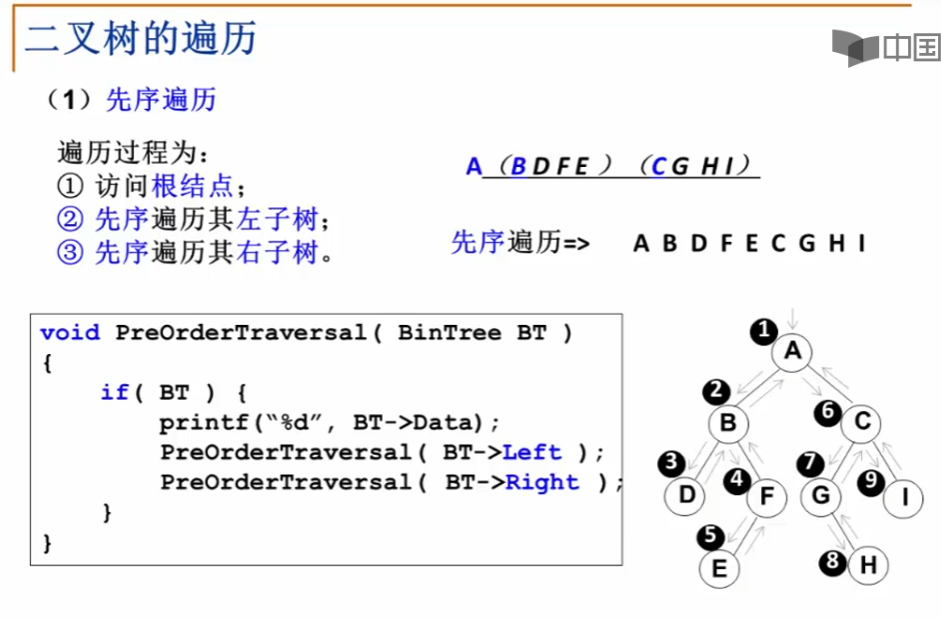 二叉树的遍历
中国
（1）先序遍历
遍历过程为：
① 访问根结点；
② 先序遍历其左子树；
③ 先序遍历其右子树。
A（B D F E ）（C G H I）
先序遍历=> A B D F E C G H I
void PreOrderTraversal( BinTree BT )
{
if( BT ) {
printf(“%d”, BT->Data);
PreOrderTraversal( BT->Left );
PreOrderTraversal( BT->Right );
}
}
1
A
2
B
6
C
3
D
4
F
7
G
9
I
5
E
8
H